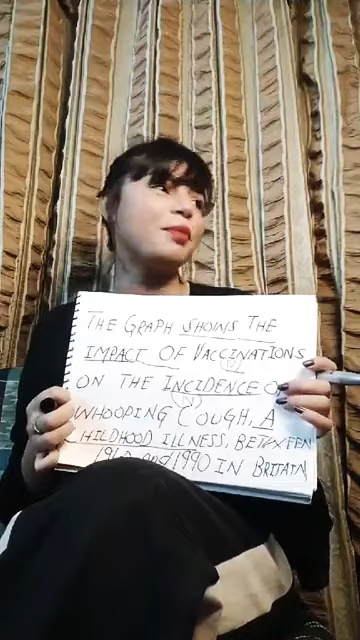 THE GRAPH SHOWS THE
IMPACT OF VACCINATIONS
(V)
ON THE INCIDENCE
(N)
WHOOPING COUGH, A
CHILDHOOD ILLNESS, BETWEEN
and 1990 IN BRITAIN